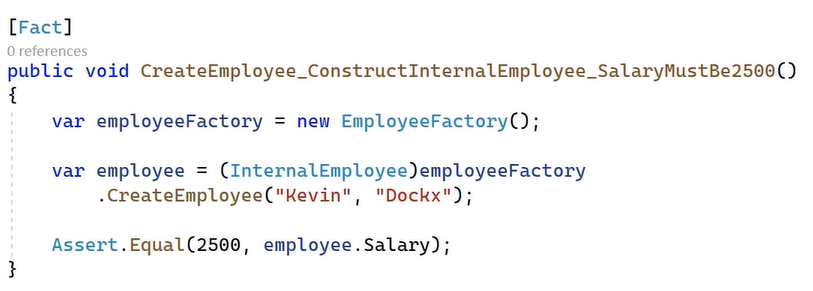 [Fact]
0 references
public void CreateEmployee_ConstructInternalEmployee_SalaryMustBe2500()
{
    var employeeFactory = new EmployeeFactory();
    var employee = (InternalEmployee)employeeFactory
        .CreateEmployee("Kevin", "Dockx");
    Assert.Equal(2500, employee.Salary);
}